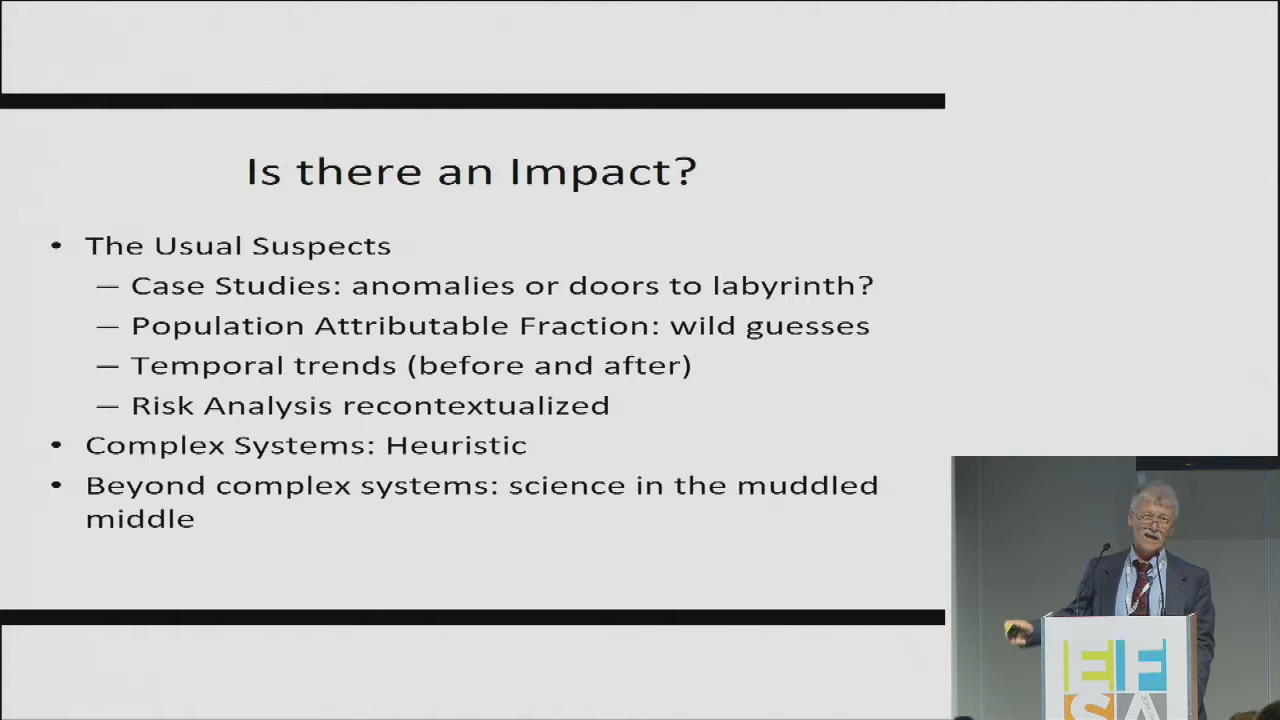 Is there an Impact?
• The Usual Suspects
– Case Studies: anomalies or doors to labyrinth?
– Population Attributable Fraction: wild guesses
– Temporal trends (before and after)
– Risk Analysis recontextualized
• Complex Systems: Heuristic
• Beyond complex systems: science in the muddled
middle
EF
SA